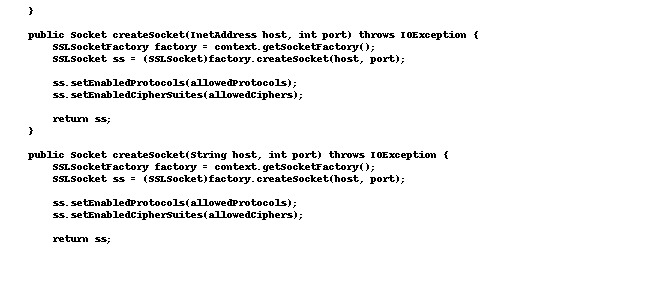 }
public Socket createSocket(InetAddress host, int port) throws IOException {
SSLSocketFactory factory = context.getSocketFactory();
SSLSocket ss = (SSLSocket)factory.createSocket(host, port);
ss.setEnabledProtocols(allowedProtocols);
ss.setEnabledCipherSuites(allowedCiphers);
return ss;
}
public Socket createSocket(String host, int port) throws IOException {
SSLSocketFactory factory = context.getSocketFactory();
SSLSocket ss = (SSLSocket)factory.createSocket(host, port);
ss.setEnabledProtocols(allowedProtocols);
ss.setEnabledCipherSuites(allowedCiphers);
return ss;